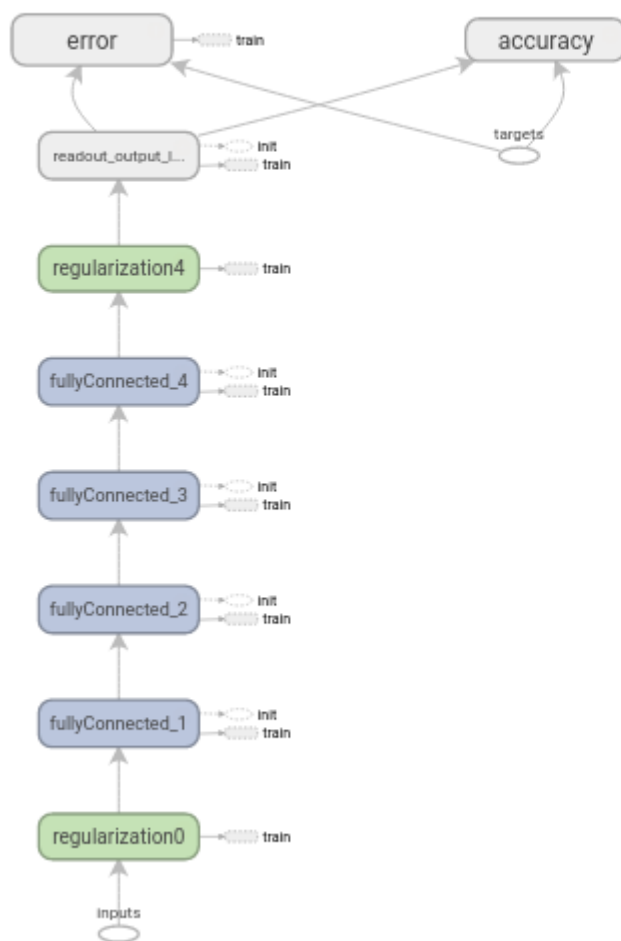 error
train
accuracy
targets
readout_output_l...
init
train
regularization4
train
fullyConnected_4
init
train
fullyConnected_3
init
train
fullyConnected_2
init
train
fullyConnected_1
init
train
regularization0
train
inputs